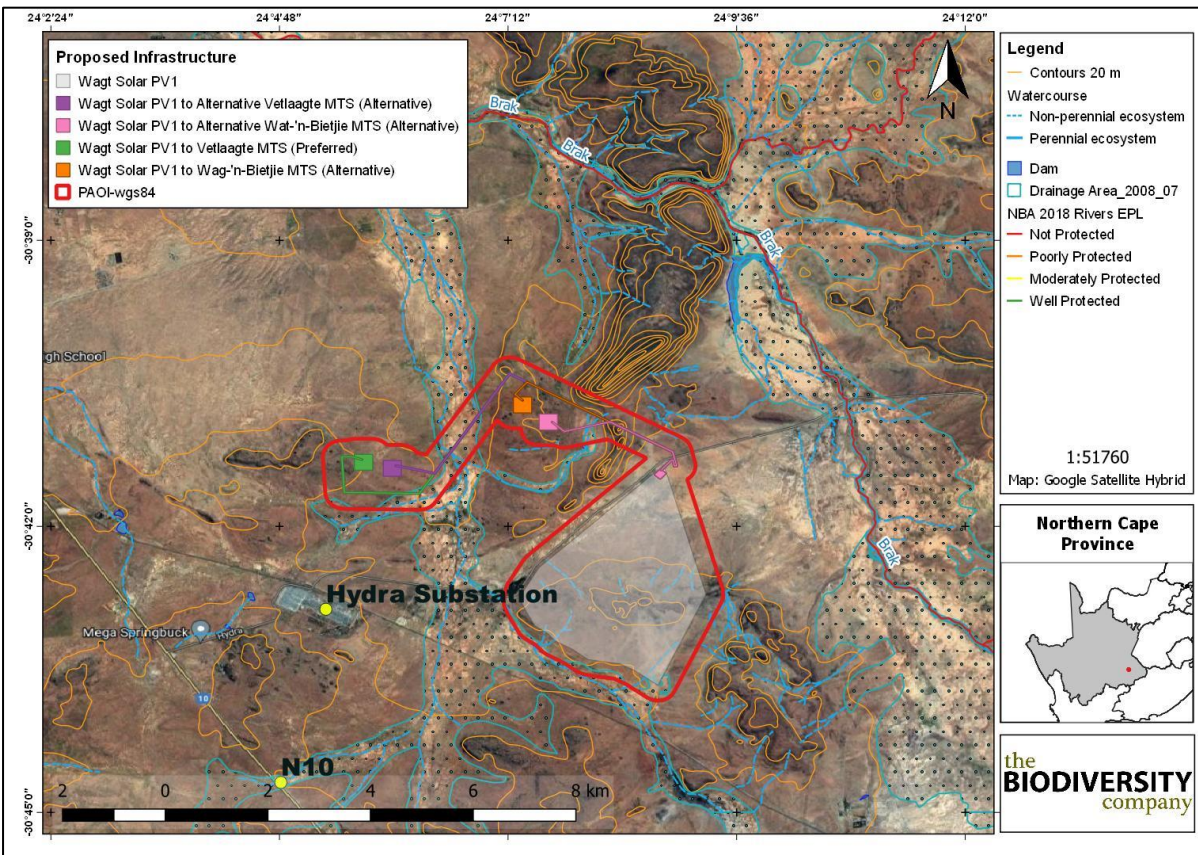 24°2'24"
24°4'48"
24°7'12"
24°9'36"
24°12'0"
Proposed Infrastructure
Wagt Solar PV1
Wagt Solar PV1 to Alternative Vetlaagte MTS (Alternative)
Wagt Solar PV1 to Alternative Wat-'n-Bietjie MTS (Alternative)
Wagt Solar PV1 to Vetlaagte MTS (Preferred)
Wagt Solar PV1 to Wag-'n-Bietjie MTS (Alternative)
PAOI-wgs84
N
Brak
Brak
Brak
Brak
-30°39'0"
-30°42'0"
-30°45'0"
gh School
Hydra Substation
Mega Springbuck
Hydra
10
N10
2 0 2 4 6 8 km
Legend
Contours 20 m
Watercourse
Non-perennial ecosystem
Perennial ecosystem
Dam
Drainage Area_2008_07
NBA 2018 Rivers EPL
Not Protected
Poorly Protected
Moderately Protected
Well Protected
1:51760
Map: Google Satellite Hybrid
Northern Cape
Province
the
BIODIVERSITY
company